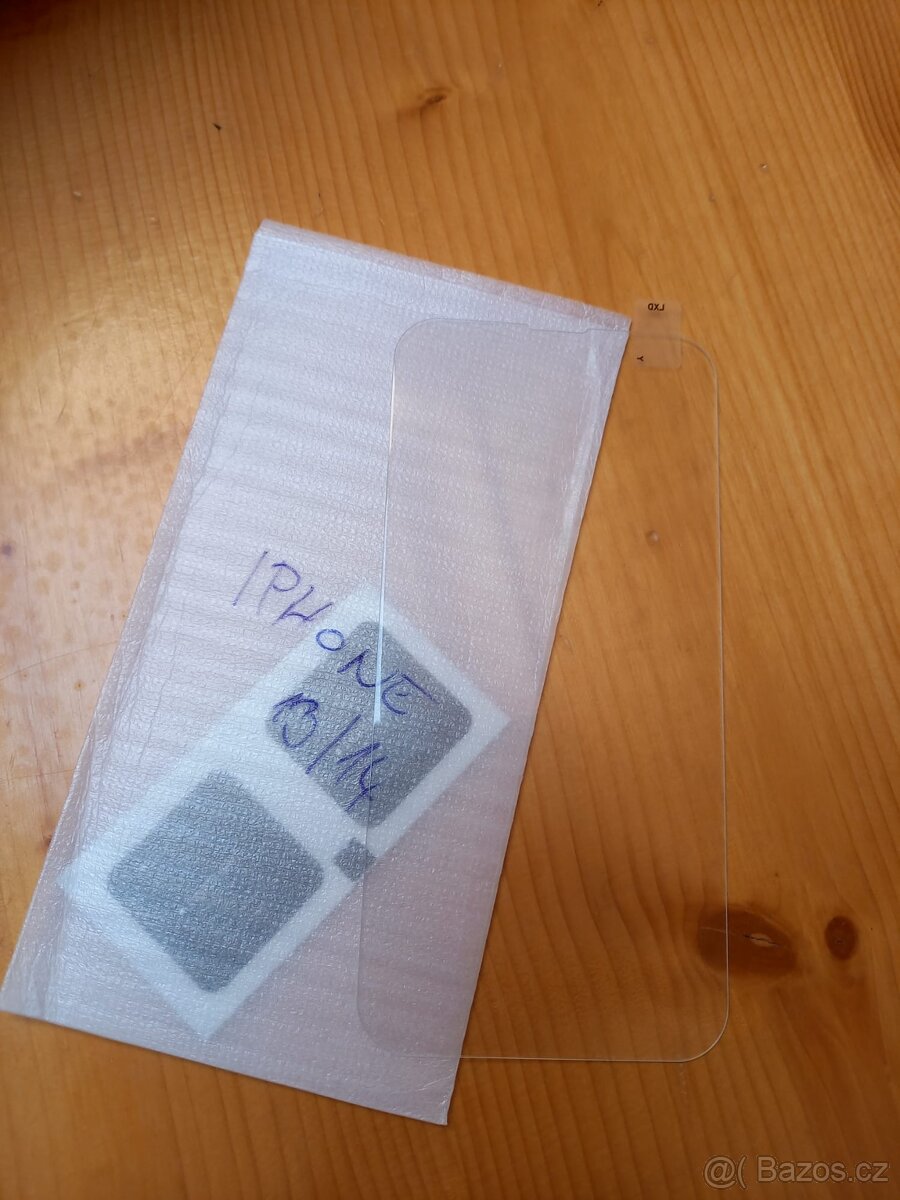 LXD
Y
IPHONE
13/14
@( Bazos.cz